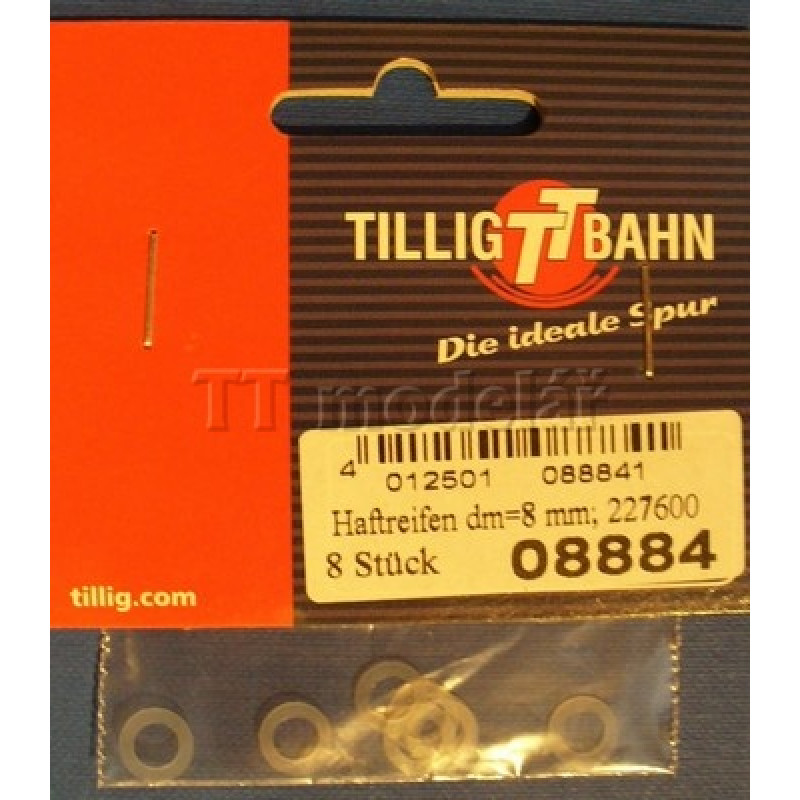 TILLIG TT BAHN
Die ideale Spur
TT modelář
4 012501 088841
Haftreifen dm=8 mm; 227600
8 Stück 08884
tillig.com